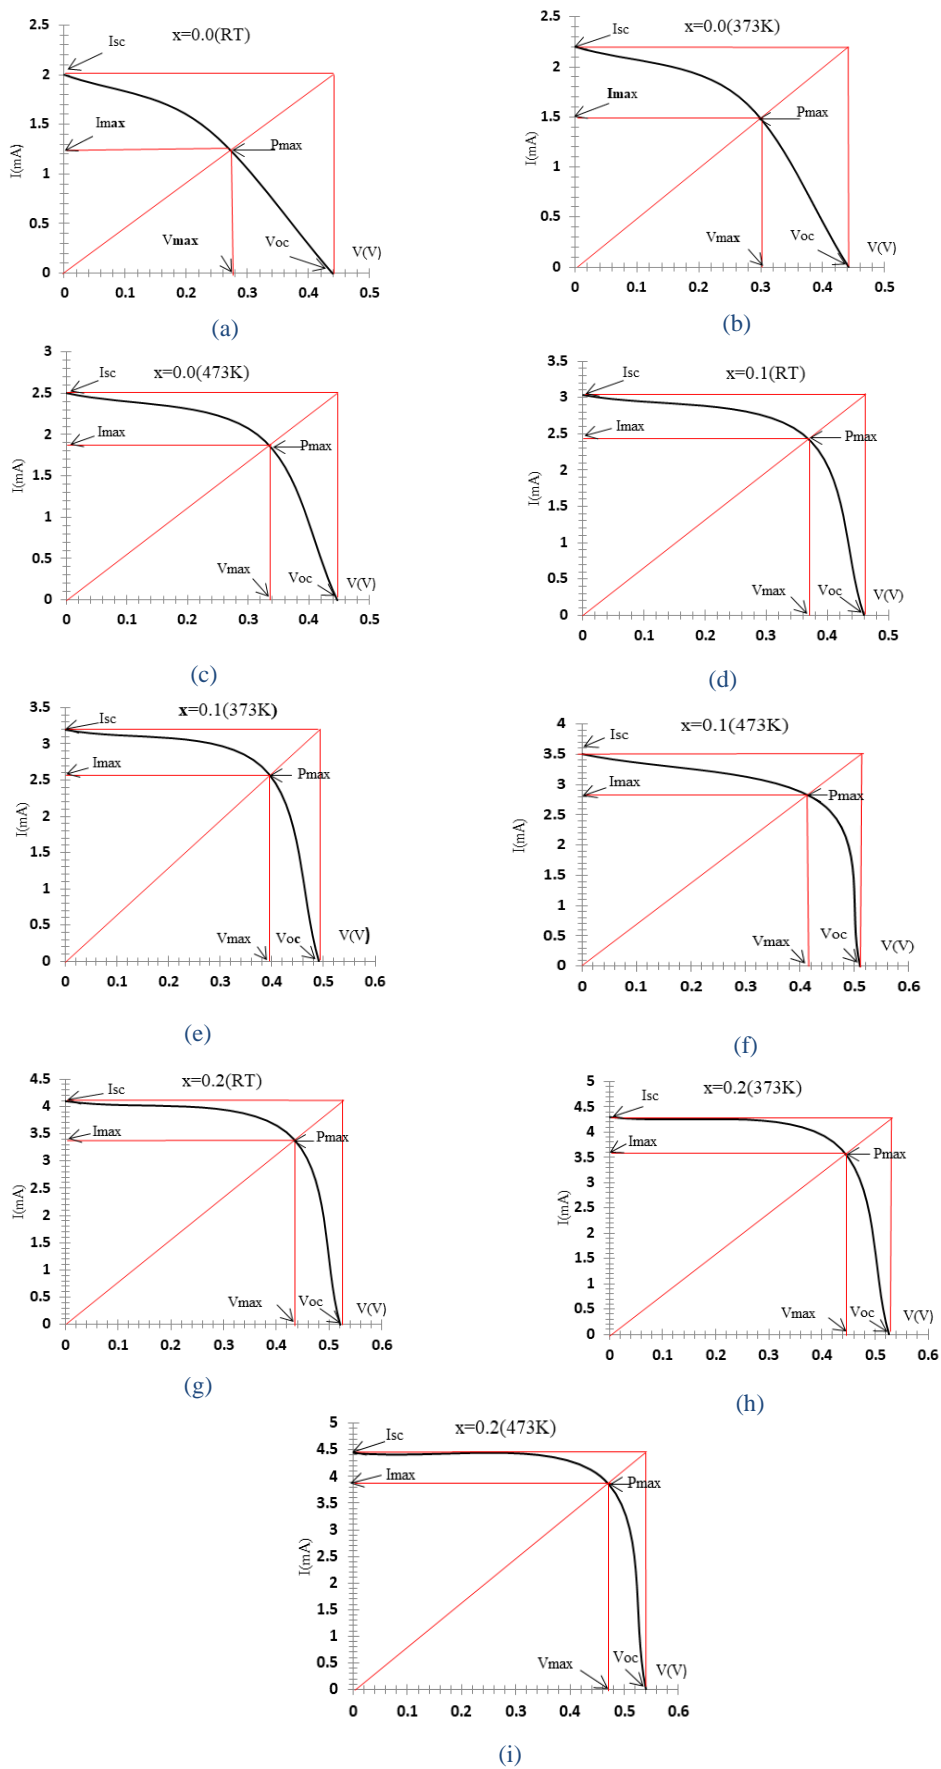 x=0.0(RT)
Isc
2.5
2
1.5
1
0.5
0
I(mA)
Imax
Pmax
Vmax
Voc
V(V)
0 0.1 0.2 0.3 0.4 0.5
(a)
x=0.0(373K)
Isc
2.5
2
1.5
1
0.5
0
I(mA)
Imax
Pmax
Vmax
Voc
V(V)
0 0.1 0.2 0.3 0.4 0.5
(b)
x=0.0(473K)
Isc
3
2.5
2
1.5
1
0.5
0
I(mA)
Imax
Pmax
Vmax
Voc
V(V)
0 0.1 0.2 0.3 0.4 0.5
(c)
x=0.1(RT)
Isc
3.5
3
2.5
2
1.5
1
0.5
0
I(mA)
Imax
Pmax
Vmax
Voc
V(V)
0 0.1 0.2 0.3 0.4 0.5
(d)
x=0.1(373K)
Isc
3.5
3
2.5
2
1.5
1
0.5
0
I(mA)
Imax
Pmax
Vmax
Voc
V(V)
0 0.1 0.2 0.3 0.4 0.5 0.6
(e)
x=0.1(473K)
Isc
4
3.5
3
2.5
2
1.5
1
0.5
0
I(mA)
Imax
Pmax
Vmax
Voc
V(V)
0 0.1 0.2 0.3 0.4 0.5 0.6
(f)
x=0.2(RT)
Isc
4.5
4
3.5
3
2.5
2
1.5
1
0.5
0
I(mA)
Imax
Pmax
Vmax
Voc
V(V)
0 0.1 0.2 0.3 0.4 0.5 0.6
(g)
x=0.2(373K)
Isc
5
4.5
4
3.5
3
2.5
2
1.5
1
0.5
0
I(mA)
Imax
Pmax
Vmax
Voc
V(V)
0 0.1 0.2 0.3 0.4 0.5 0.6
(h)
x=0.2(473K)
Isc
5
4.5
4
3.5
3
2.5
2
1.5
1
0.5
0
I(mA)
Imax
Pmax
Vmax
Voc
V(V)
0 0.1 0.2 0.3 0.4 0.5 0.6
(i)